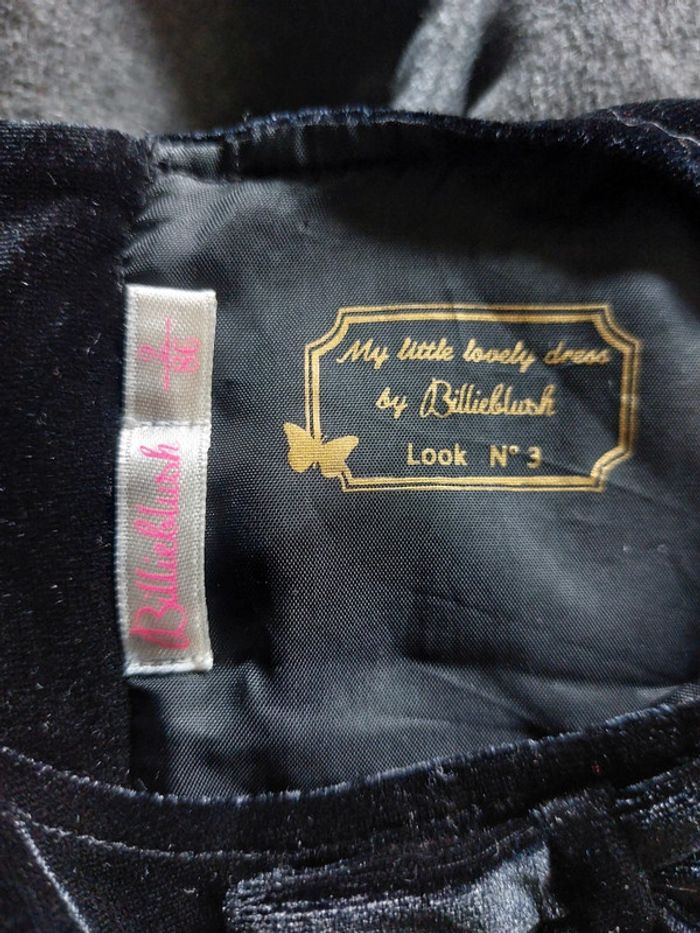 My little lovely dress
by Billieblush
Look N° 3
Billieblush